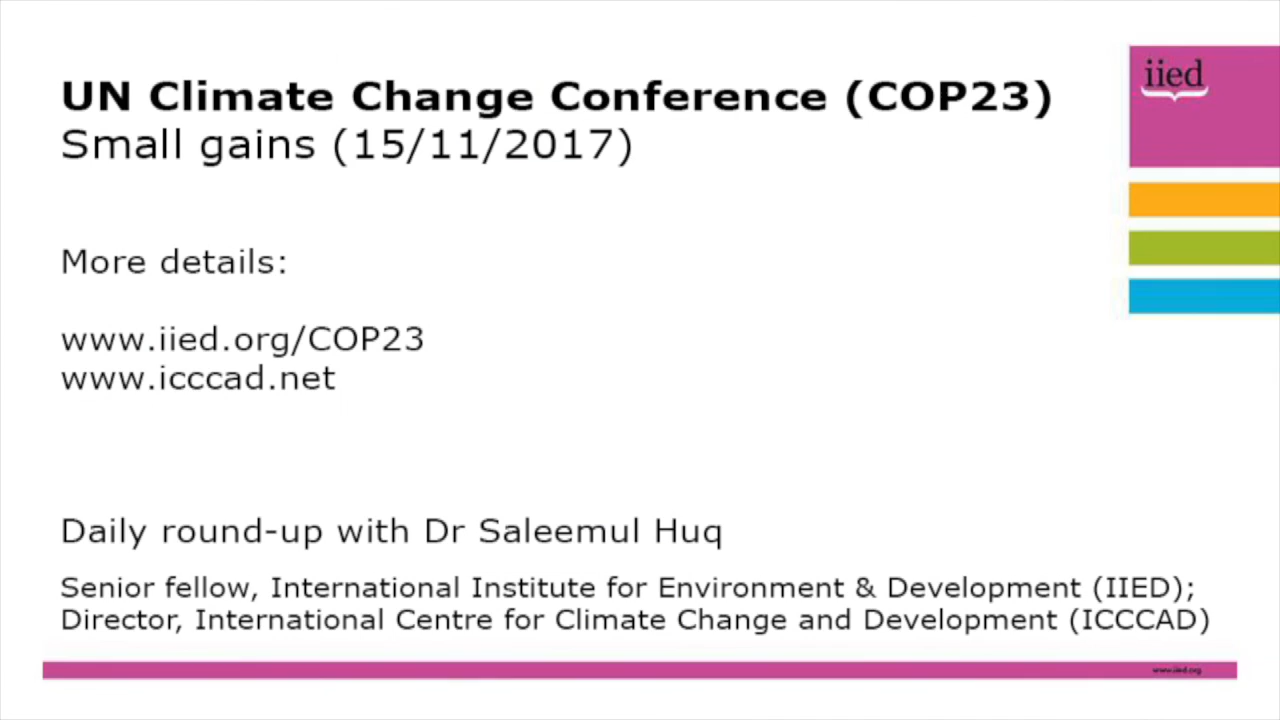 UN Climate Change Conference (COP23)
Small gains (15/11/2017)
iied
More details:
www.iied.org/COP23
www.icccad.net
Daily round-up with Dr Saleemul Huq
Senior fellow, International Institute for Environment & Development (IIED);
Director, International Centre for Climate Change and Development (ICCCAD)
www.iied.org